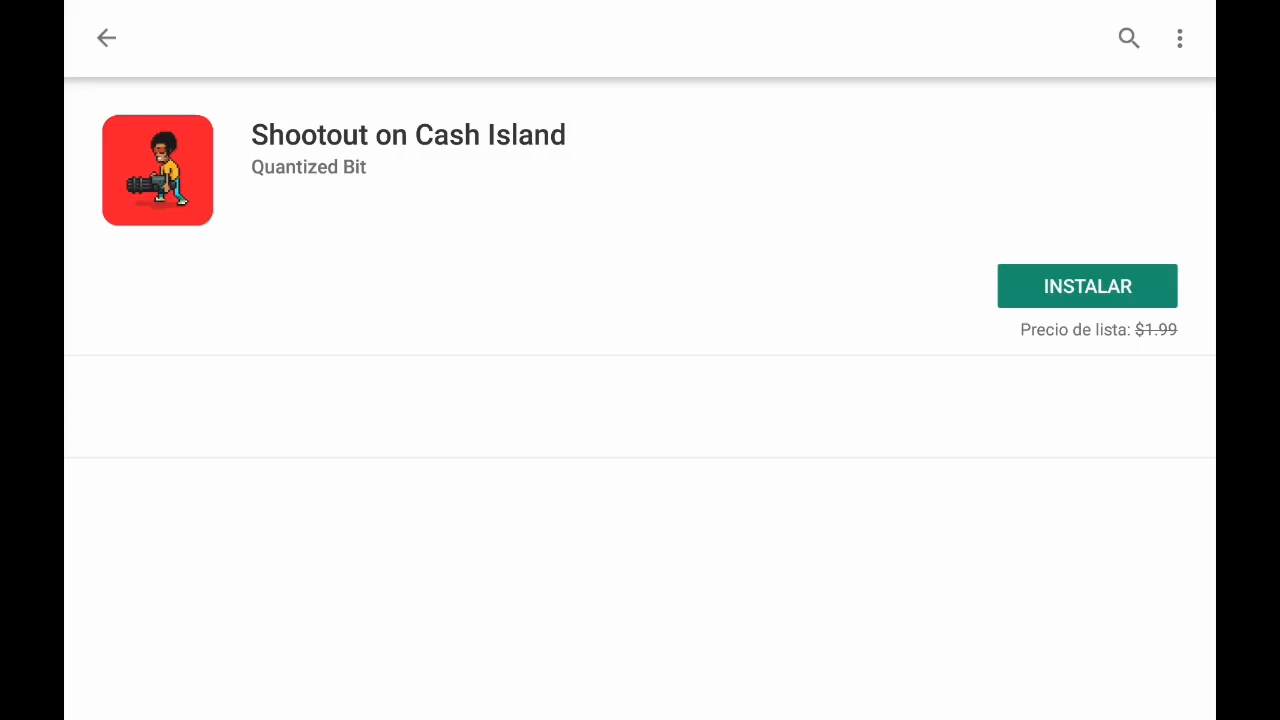 Shootout on Cash Island
Quantized Bit
INSTALAR
Precio de lista: $1.99